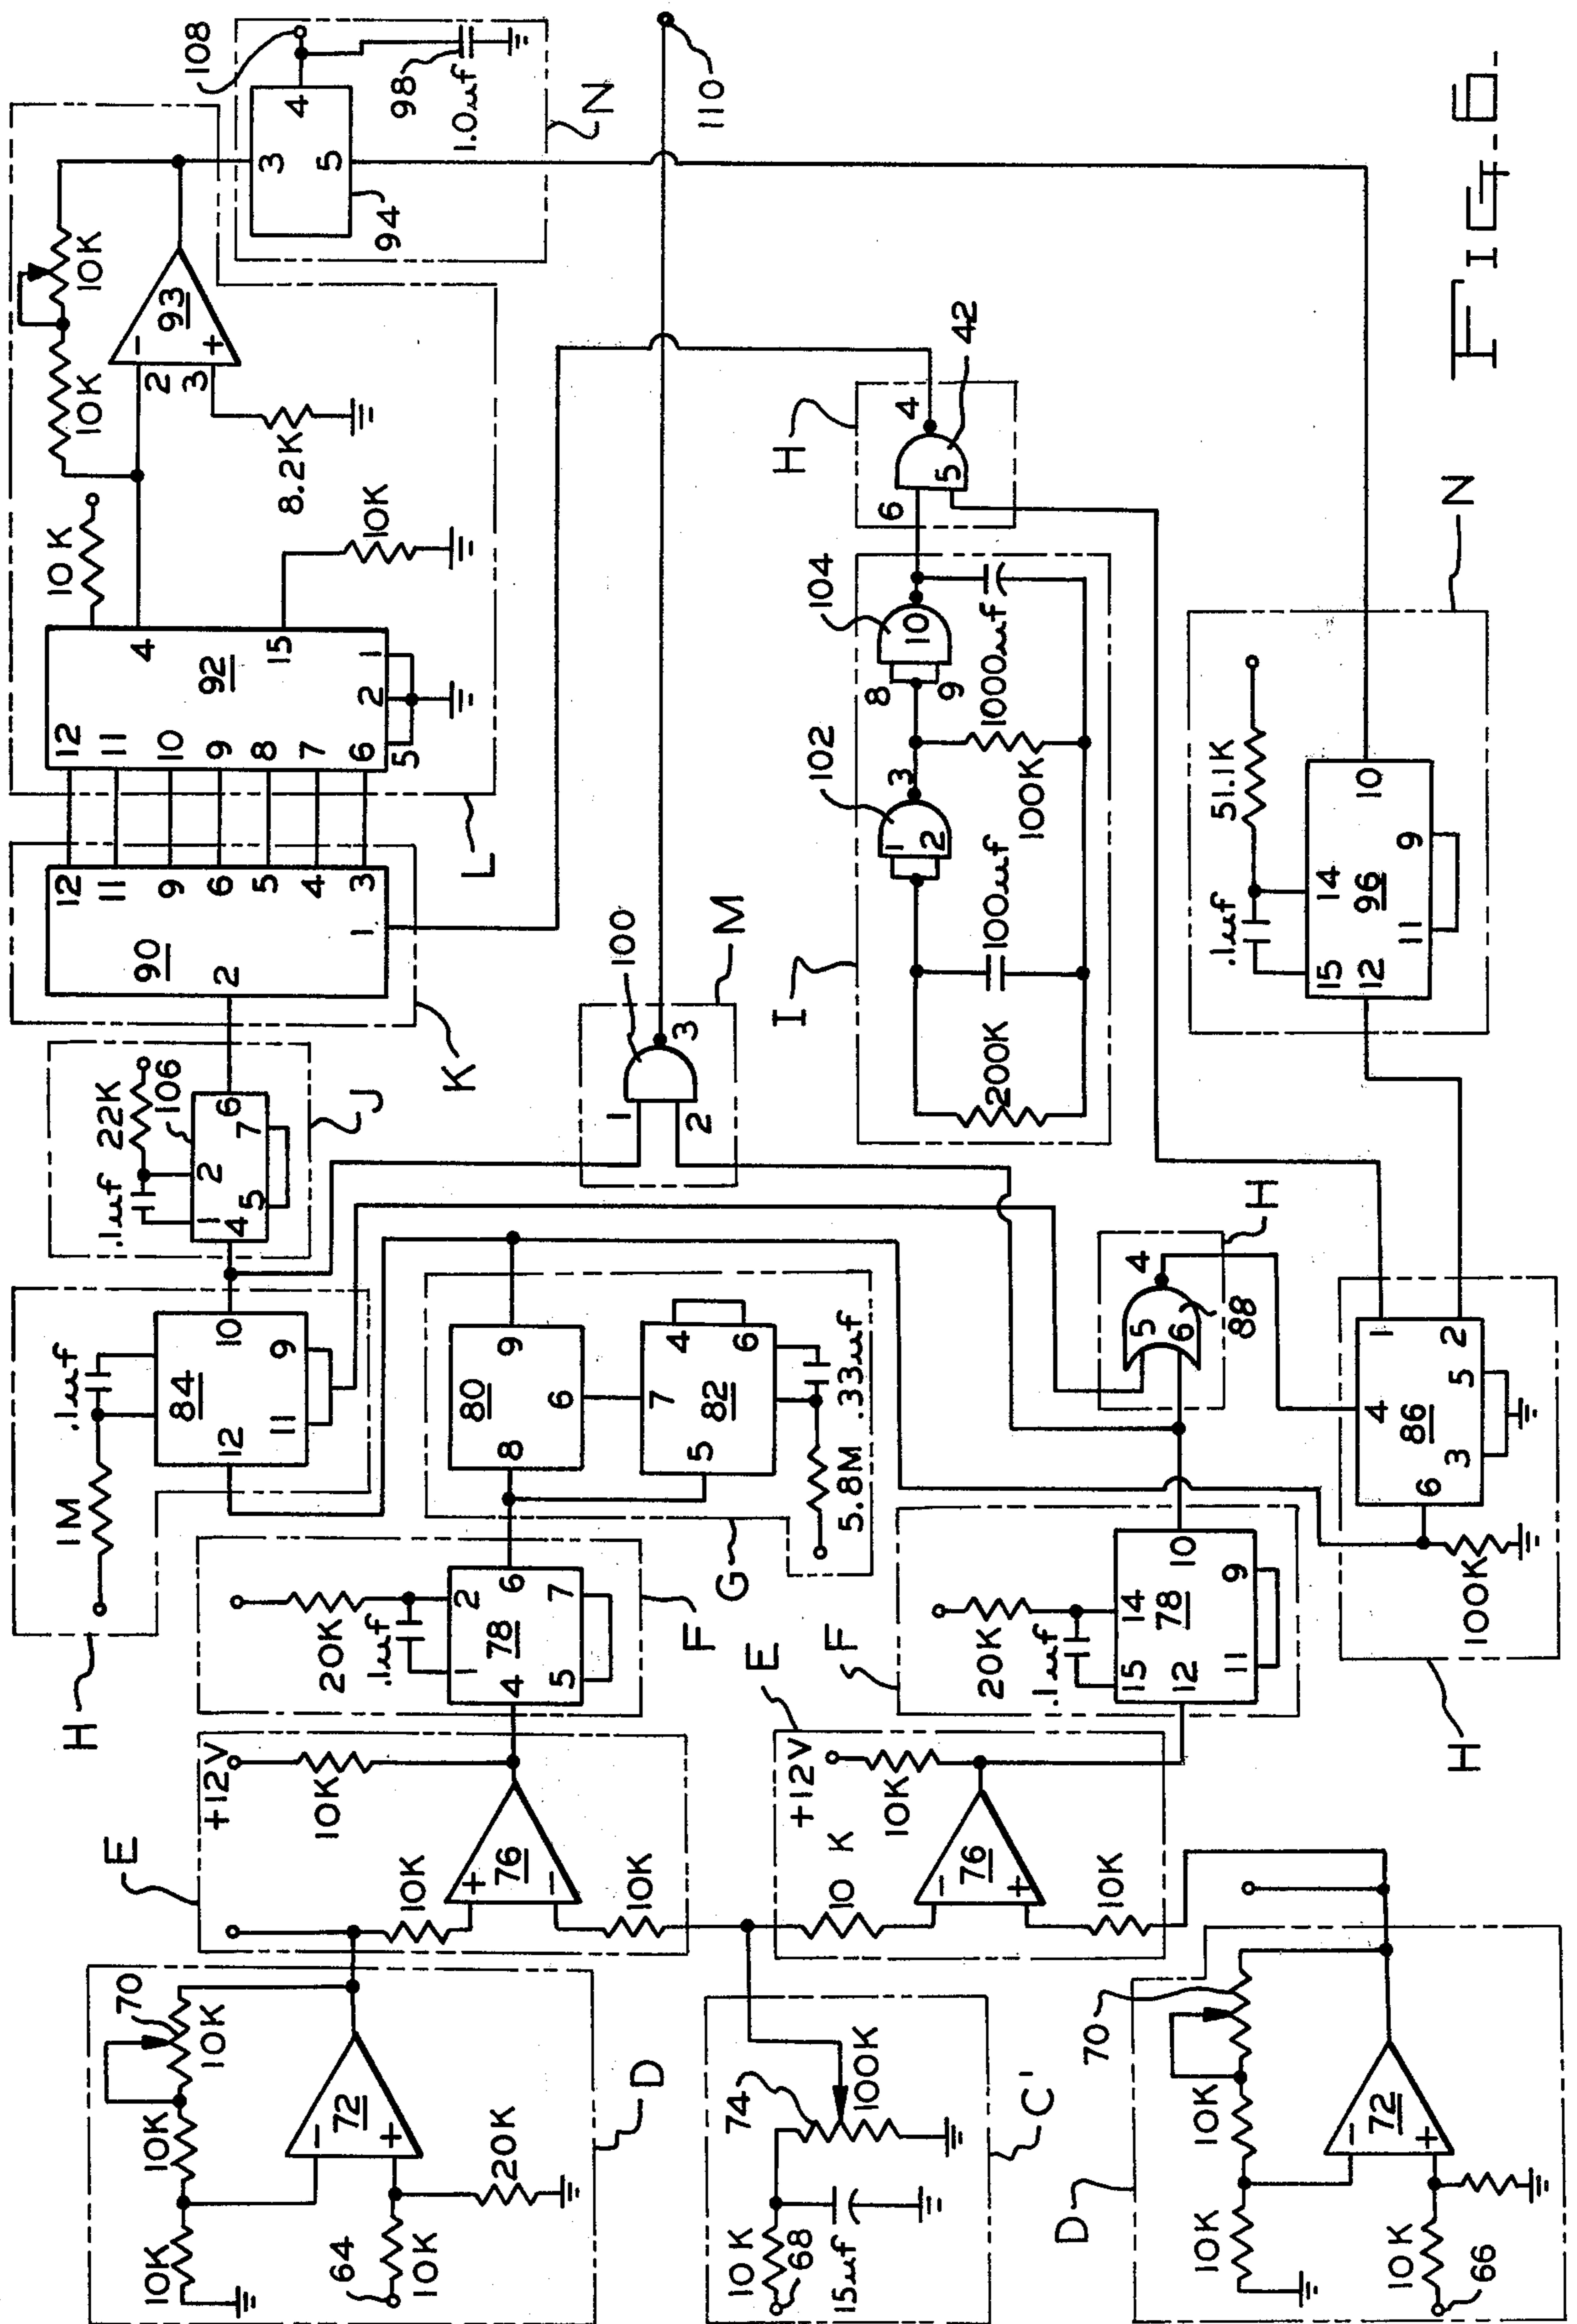 108
98
1.0uf
N
3
4
5
94
110
10K
10K
93
-
+
2
3
8.2K
10K
10K
4
15
92
1
2
5
12
11
10
9
8
7
6
L
12
11
9
6
5
4
3
90
2
1
K
22K
106
.1uf
1
2
4
5
6
7
J
100
M
1
2
3
H
42
4
5
6
104
10
8
9
1000uf
102
3
1
2
100K
100uf
I
200K
N
51.1K
.1uf
14
15
12
96
10
9
11
H
1M
.1uf
84
10
12
9
11
80
8
9
6
82
7
4
6
5
5.8M
.33uf
G
H
4
5
6
88
1
2
4
86
5
3
6
100K
H
20K
.1uf
1
2
78
6
4
7
5
F
F
20K
.1uf
14
15
78
10
12
9
11
E
+12V
10K
10K
76
+
-
10K
E
+12V
10K
10 K
76
-
+
10K
70
10K
10K
10K
72
-
+
64
10K
20K
D
74
100K
10K
68
15uf
C'
70
10K
10K
72
-
+
10K
66
D
FIG-6-